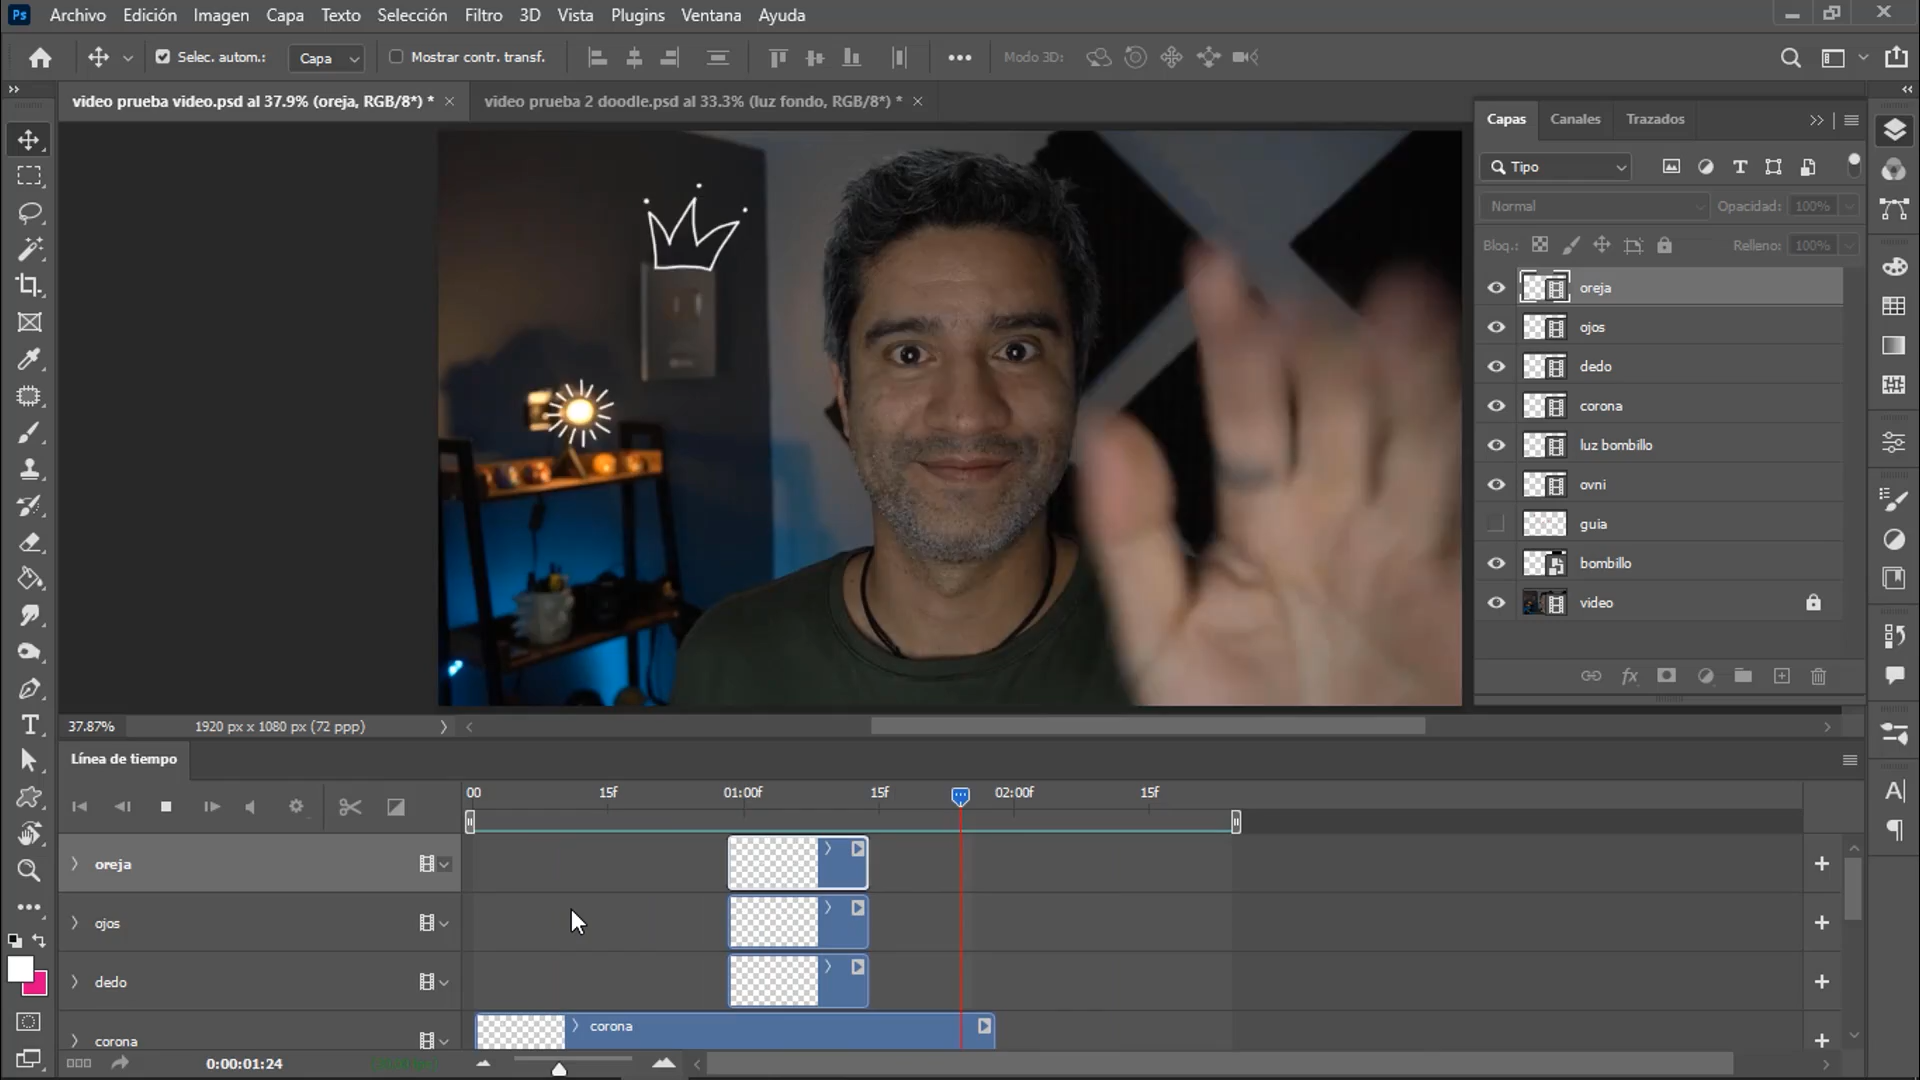 Ps Archivo Edición Imagen Capa Texto Selección Filtro 3D Vista Plugins Ventana Ayuda
Selec. autom.: Capa Mostrar contr. transf. Modo 3D:
video prueba video.psd al 37.9% (oreja, RGB/8*) * video prueba 2 doodle.psd al 33.3% (luz fondo, RGB/8*) *
Capas Canales Trazados
Tipo
Normal Opacidad: 100%
Bloq.: Relleno: 100%
oreja
ojos
dedo
corona
luz bombillo
ovni
guia
bombillo
video
37.87% 1920 px x 1080 px (72 ppp)
Línea de tiempo
00 15f 01:00f 15f 02:00f 15f
oreja
ojos
dedo
corona
corona
0:00:01:24